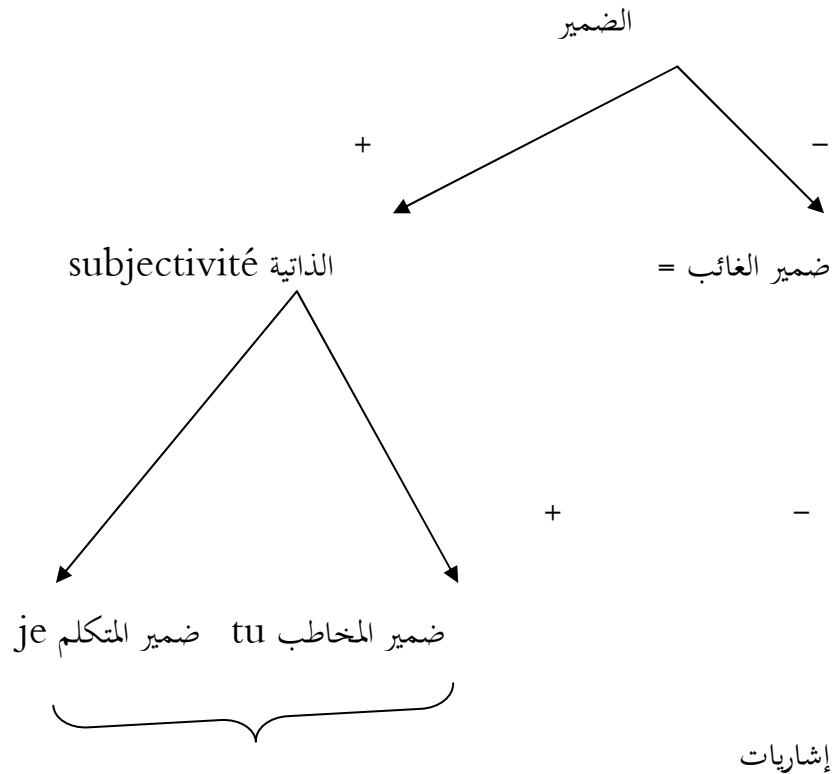 الضمير
+ −
الذاتية subjectivité ضمير الغائب =
+ −
ضمير المتكلم je ضمير المخاطب tu
إشاريات